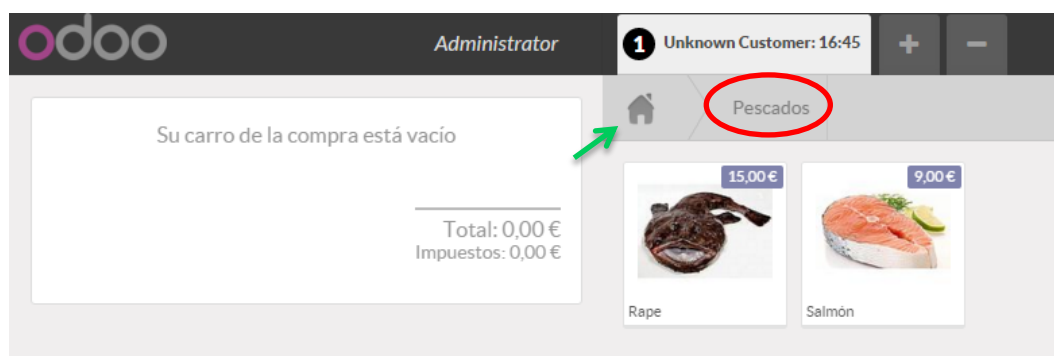 odoo
Administrator
1 Unknown Customer: 16:45
+ −
Pescados
Su carro de la compra está vacío
Total: 0,00 €
Impuestos: 0,00 €
15,00 €
Rape
9,00 €
Salmón